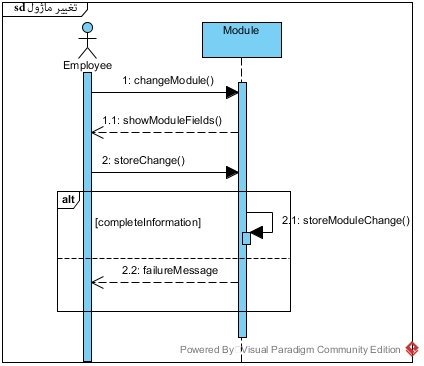 sd تغییر ماژول
Employee
Module
1: changeModule()
1.1: showModuleFields()
2: storeChange()
alt
[completeInformation]
2.1: storeModuleChange()
2.2: failureMessage
Powered By Visual Paradigm Community Edition